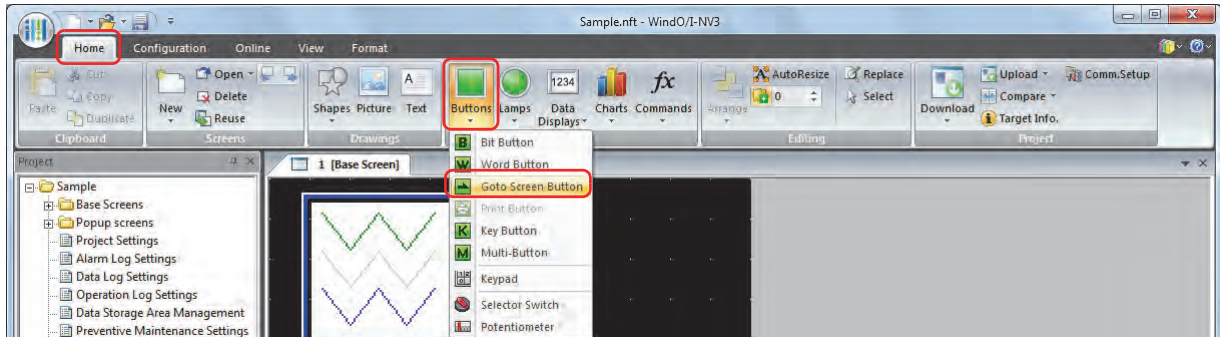 Sample.nft - WindO/I-NV3
Home Configuration Online View Format
Paste
Cut
Copy
Duplicate
Clipboard
New
Open
Delete
Reuse
Screens
Shapes Picture Text
Drawings
Buttons Lamps Data Displays Charts Commands
1234
fx
Arrange
AutoResize
0
Replace
Select
Editing
Download
Upload
Compare
Target Info.
Comm.Setup
Project
Project
Sample
Base Screens
Popup screens
Project Settings
Alarm Log Settings
Data Log Settings
Operation Log Settings
Data Storage Area Management
Preventive Maintenance Settings
1 [Base Screen]
B Bit Button
W Word Button
Goto Screen Button
Print Button
K Key Button
M Multi-Button
Keypad
Selector Switch
Potentiometer